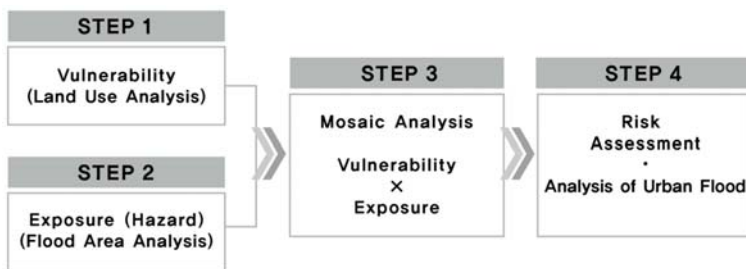 STEP 1
Vulnerability
(Land Use Analysis)
STEP 2
Exposure (Hazard)
(Flood Area Analysis)
STEP 3
Mosaic Analysis
Vulnerability
×
Exposure
STEP 4
Risk
Assessment
·
Analysis of Urban Flood